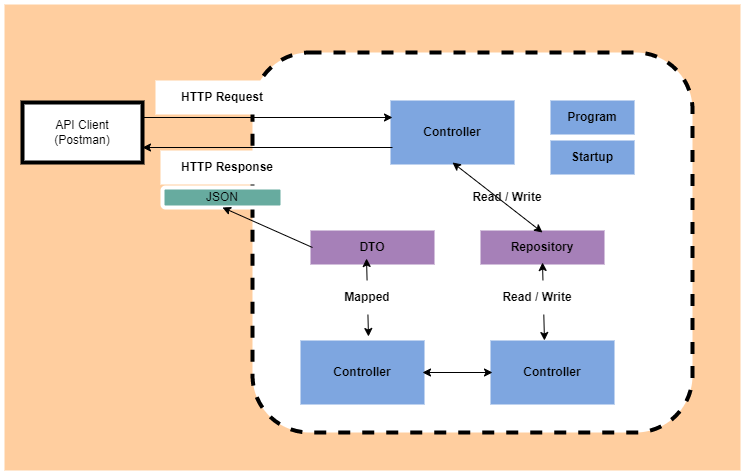 HTTP Request
API Client
(Postman)
Controller
Program
Startup
HTTP Response
JSON
Read / Write
DTO
Repository
Mapped
Read / Write
Controller
Controller